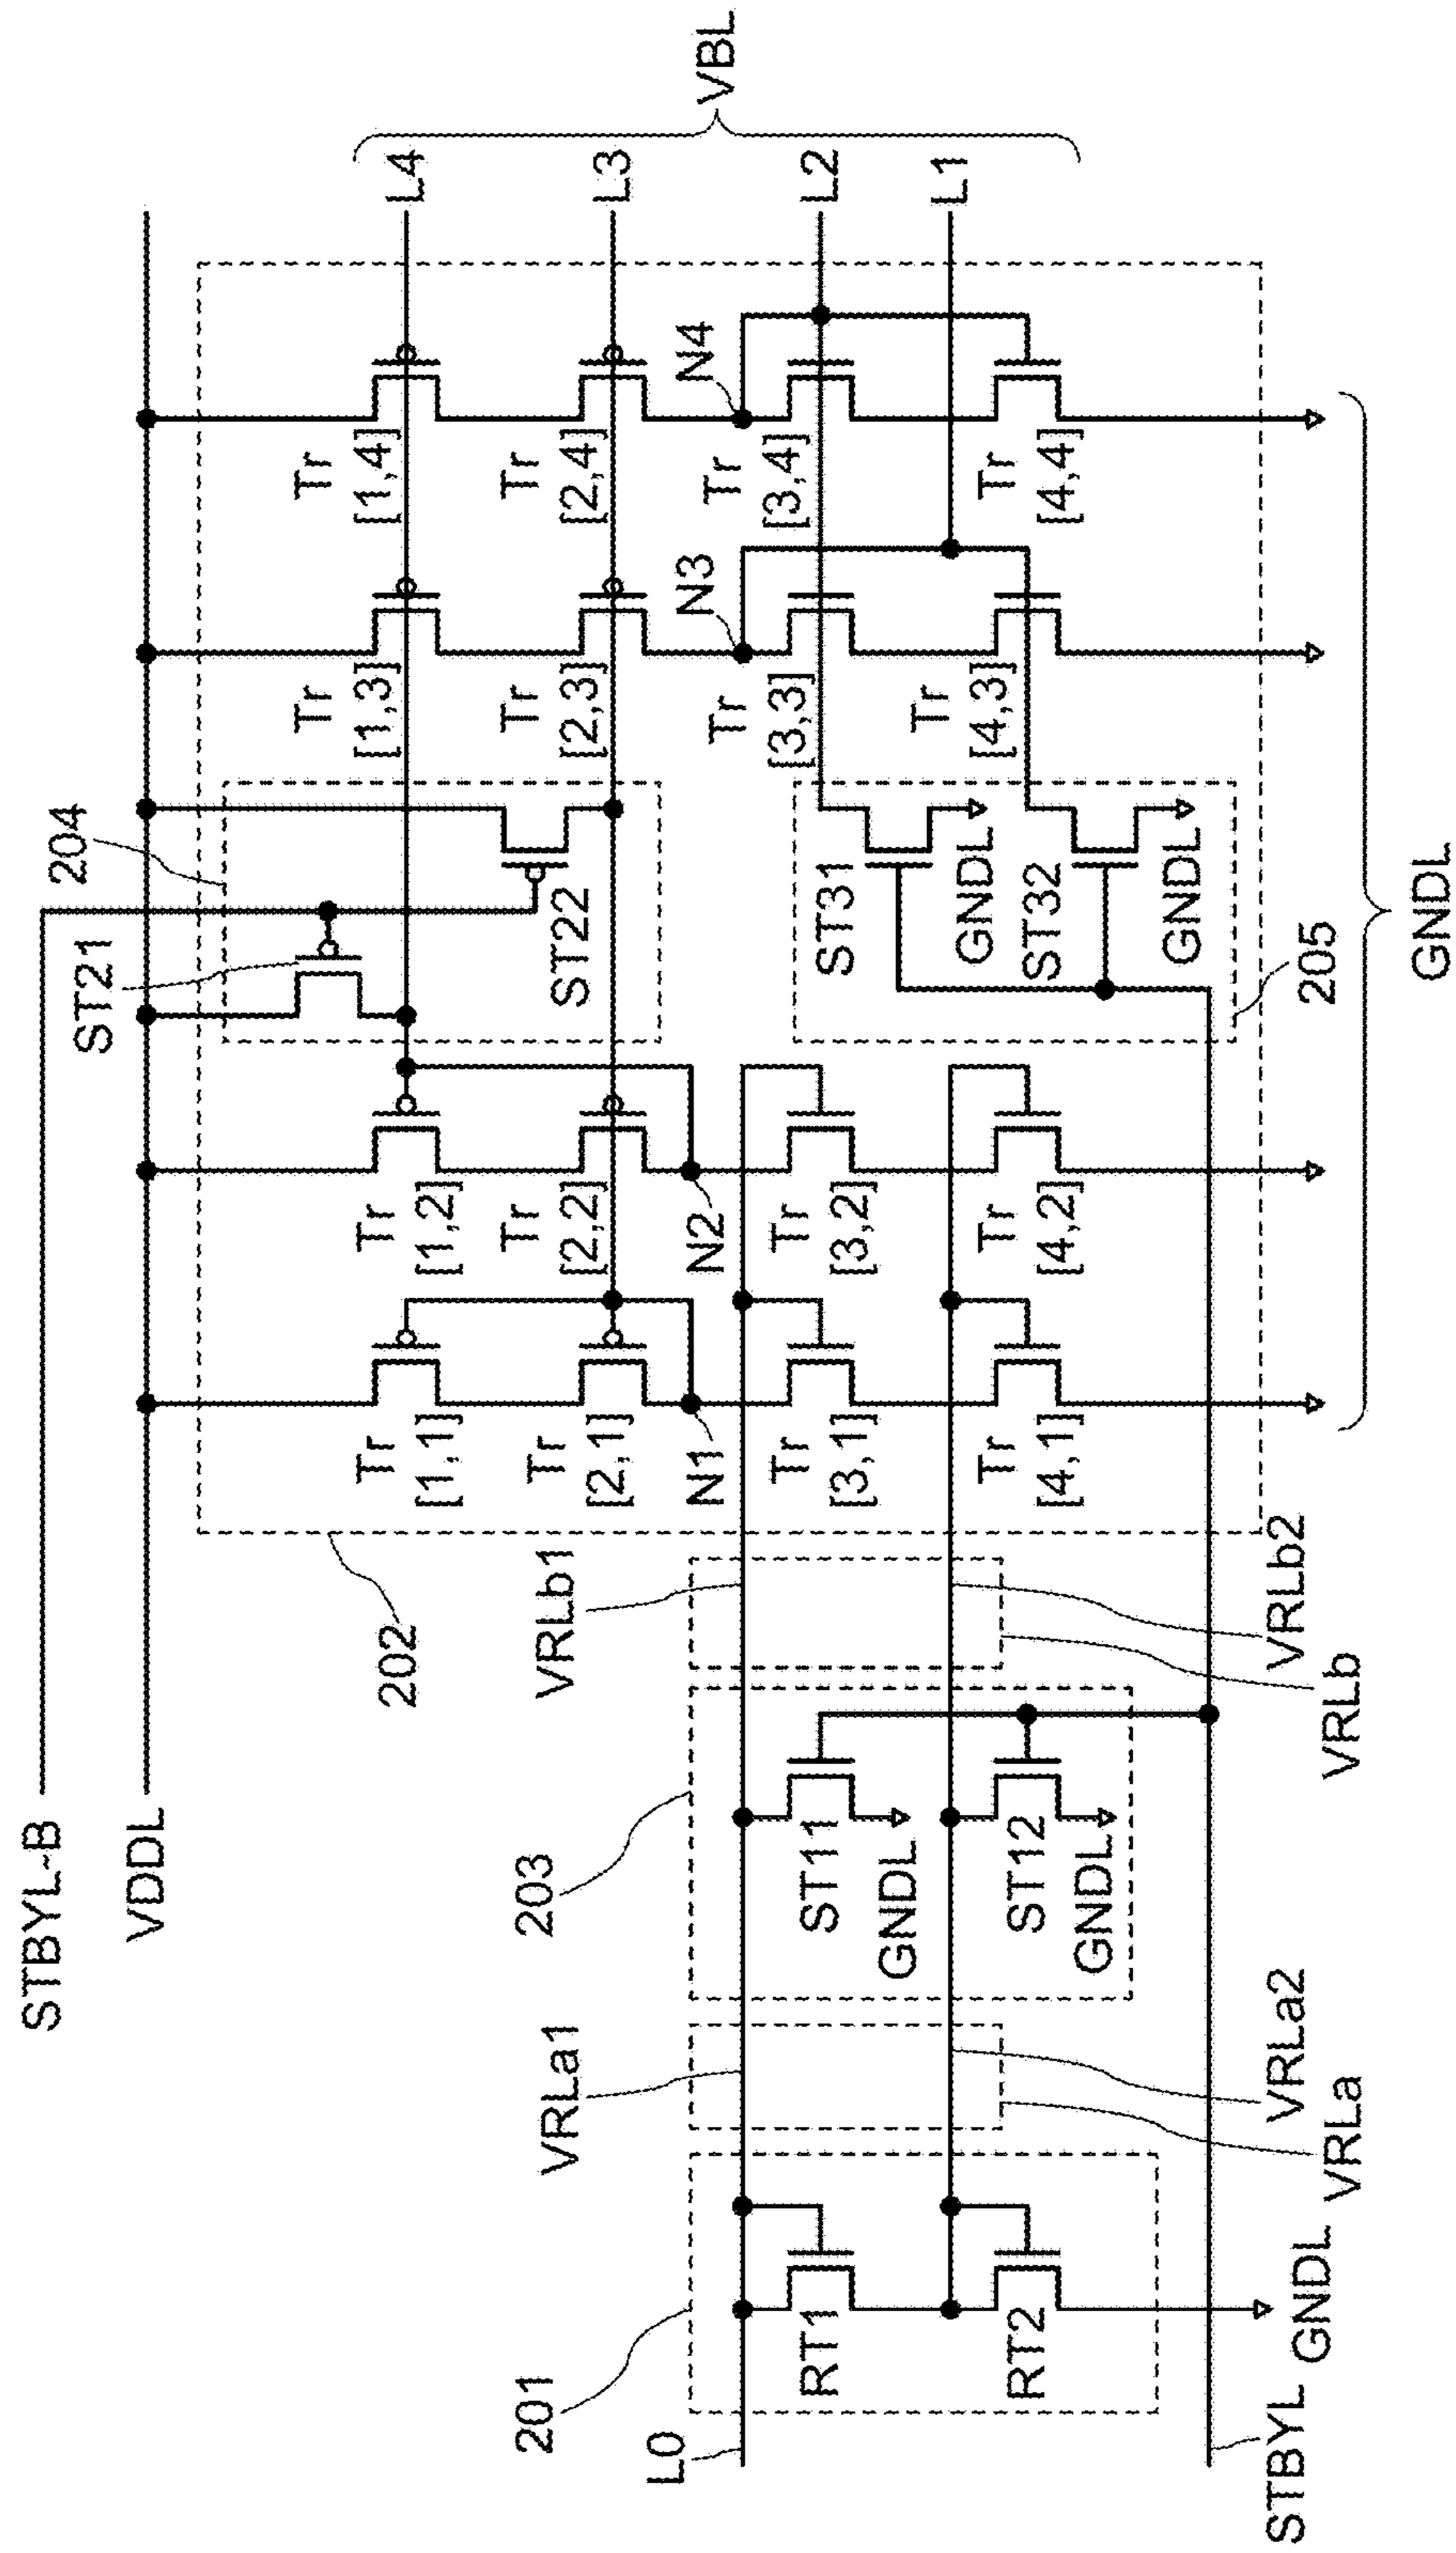 STBYL-B
VDDL
204
ST21
ST22
L4
L3
L2
L1
VBL
Tr
[1,1]
Tr
[1,2]
Tr
[1,3]
Tr
[1,4]
Tr
[2,1]
Tr
[2,2]
Tr
[2,3]
Tr
[2,4]
202
N1
N2
N3
N4
Tr
[3,1]
Tr
[3,2]
Tr
[3,3]
Tr
[3,4]
Tr
[4,1]
Tr
[4,2]
Tr
[4,3]
Tr
[4,4]
ST31
GNDL
ST32
GNDL
205
GNDL
201
L0
RT1
RT2
VRLa1
203
VRLb1
ST11
GNDL
ST12
GNDL
STBYL
GNDL
VRLa2
VRLa
VRLb2
VRLb